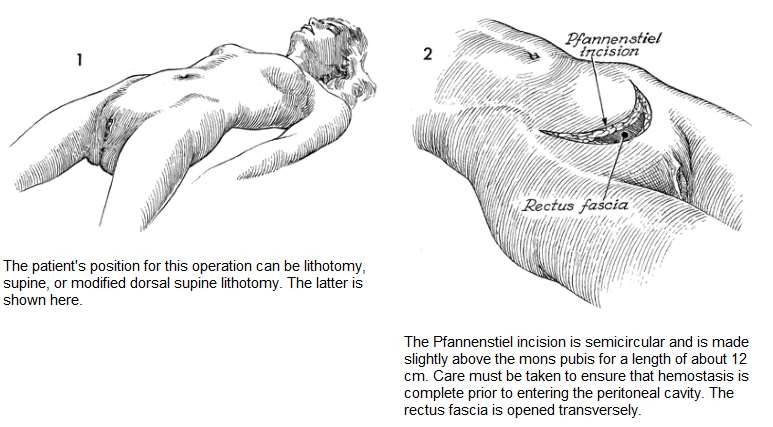 1
The patient's position for this operation can be lithotomy,
supine, or modified dorsal supine lithotomy. The latter is
shown here.
2
Pfannenstiel
incision
Rectus fascia
The Pfannenstiel incision is semicircular and is made
slightly above the mons pubis for a length of about 12
cm. Care must be taken to ensure that hemostasis is
complete prior to entering the peritoneal cavity. The
rectus fascia is opened transversely.